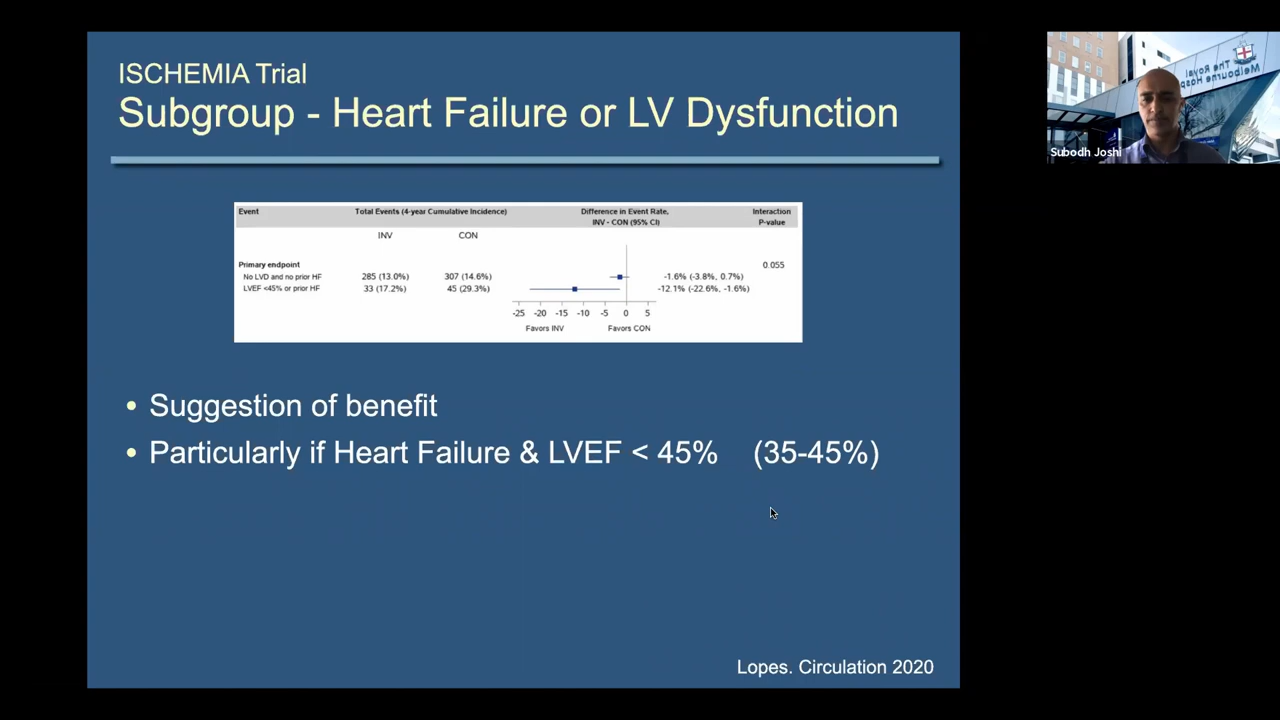 ISCHEMIA Trial
Subgroup - Heart Failure or LV Dysfunction
Event Total Events (4-year Cumulative Incidence) Difference in Event Rate, Interaction
INV - CON (95% CI) P-value
INV CON
Primary endpoint 0.055
No LVD and no prior HF 285 (13.0%) 307 (14.6%) -1.6% (-3.8%, 0.7%)
LVEF <45% or prior HF 33 (17.2%) 45 (29.3%) -12.1% (-22.6%, -1.6%)
-25 -20 -15 -10 -5 0 5
Favors INV Favors CON
• Suggestion of benefit
• Particularly if Heart Failure & LVEF < 45% (35-45%)
Lopes. Circulation 2020
The Royal
Melbourne Hosp
Subodh Joshi